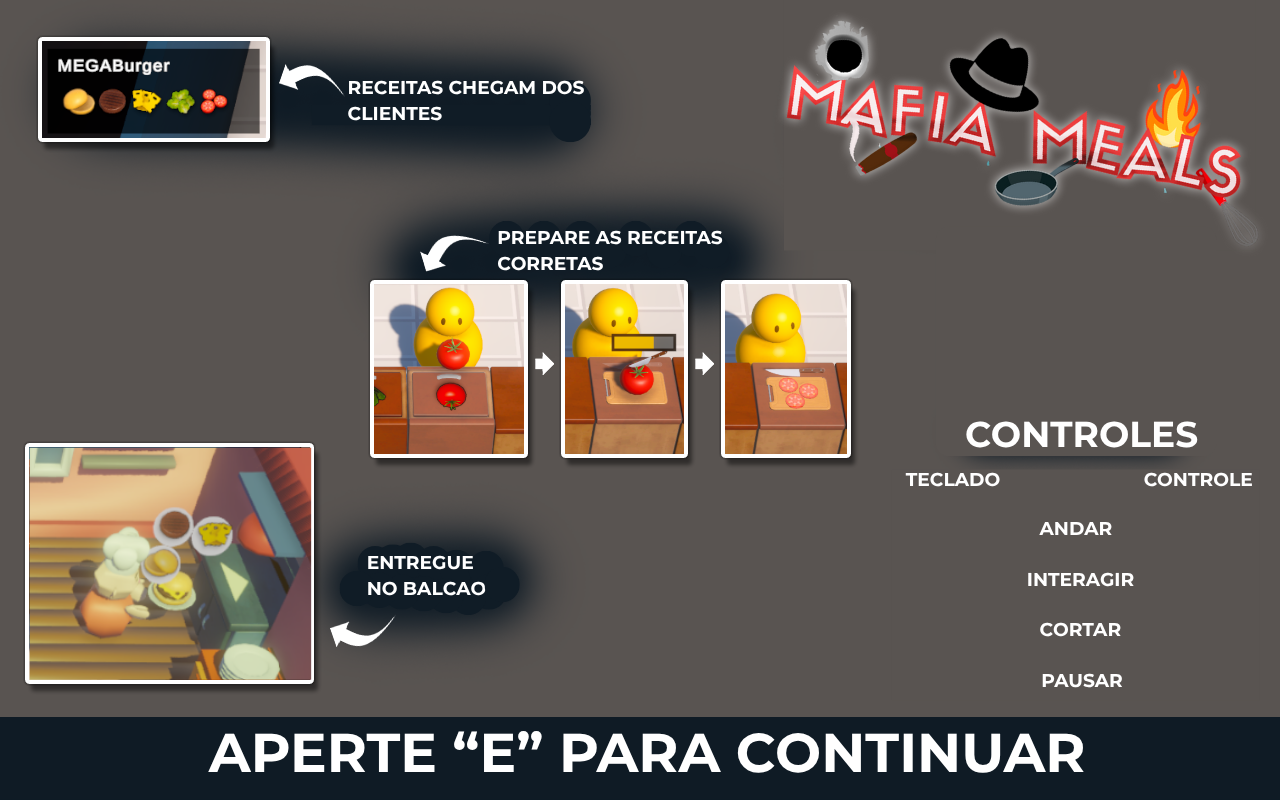 MEGABurger
RECEITAS CHEGAM DOS
CLIENTES
MAFIA MEALS
PREPARE AS RECEITAS
CORRETAS
ENTREGUE
NO BALCAO
CONTROLES
TECLADO CONTROLE
ANDAR
INTERAGIR
CORTAR
PAUSAR
APERTE “E” PARA CONTINUAR